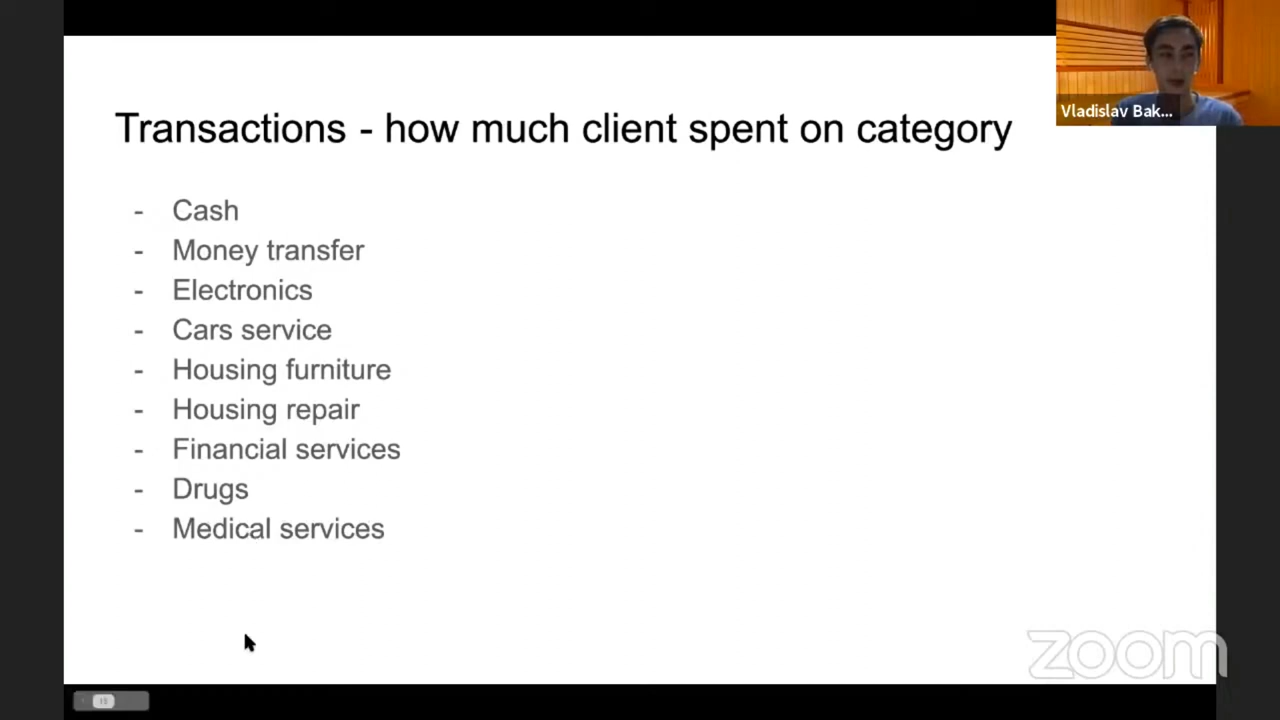 Vladislav Bak...
Transactions - how much client spent on category
- Cash
- Money transfer
- Electronics
- Cars service
- Housing furniture
- Housing repair
- Financial services
- Drugs
- Medical services
zoom